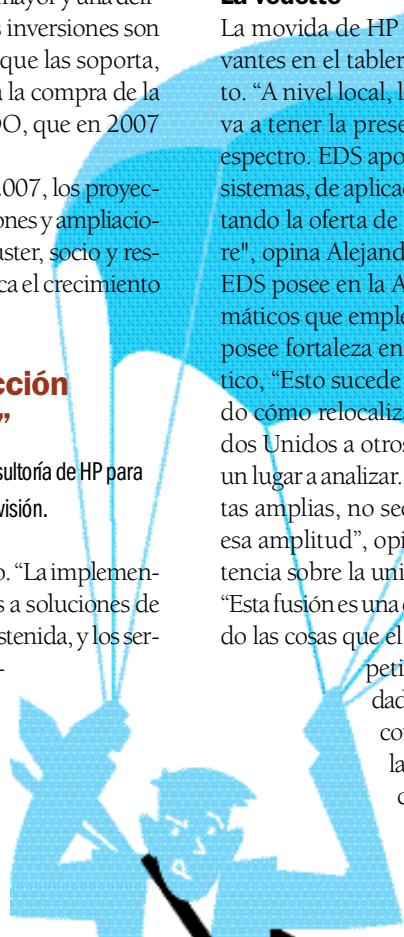 mayor y una
s inversiones son
que las soporta,
a la compra de la
O, que en 2007
2007, los proyec-
ones y ampliacio-
uster, socio y res-
ca el crecimiento
cción
”
sultoría de HP para
visión.
o. “La implemen-
s a soluciones de
stenida, y los ser-
-
La vedette
La movida de HP
vantes en el tabler
to. “A nivel local, l
va a tener la prese
espectro. EDS apo
sistemas, de aplicac
tando la oferta de
re", opina Alejand
EDS posee en la A
máticos que emple
posee fortaleza en
tico, “Esto sucede
do cómo relocaliza
dos Unidos a otros
un lugar a analizar.
tas amplias, no sec
esa amplitud”, opi
tencia sobre la uni
“Esta fusión es una
do las cosas que el
peti
dad
co
la